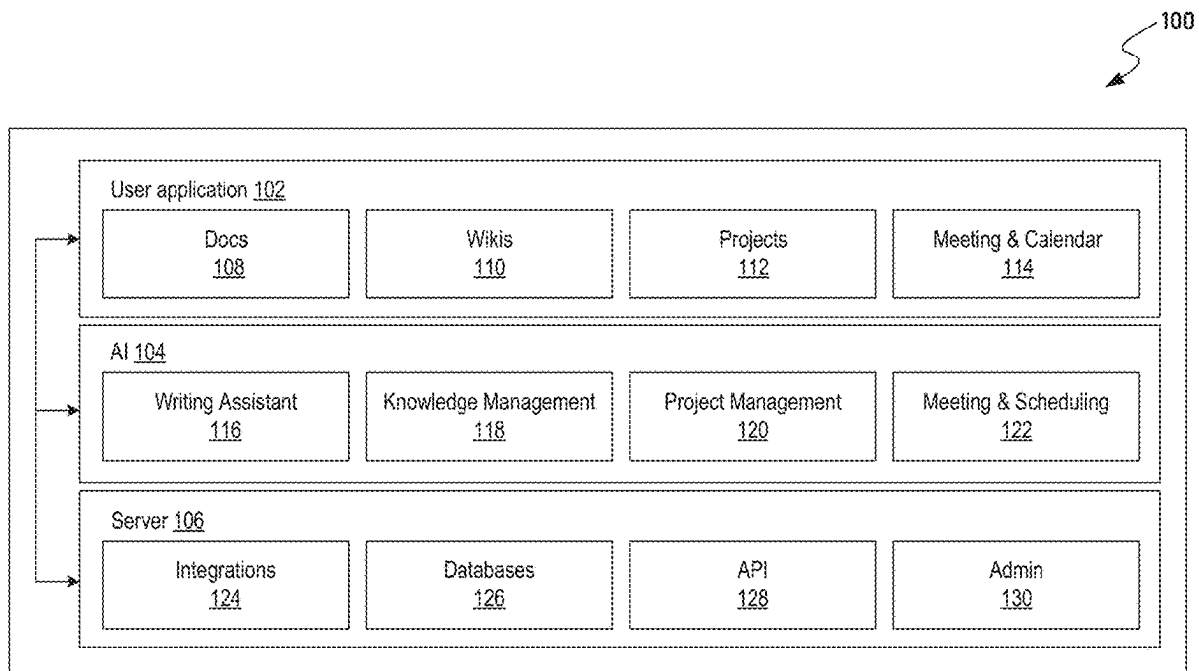 100
User application 102
Docs
108
Wikis
110
Projects
112
Meeting & Calendar
114
AI 104
Writing Assistant
116
Knowledge Management
118
Project Management
120
Meeting & Scheduling
122
Server 106
Integrations
124
Databases
126
API
128
Admin
130